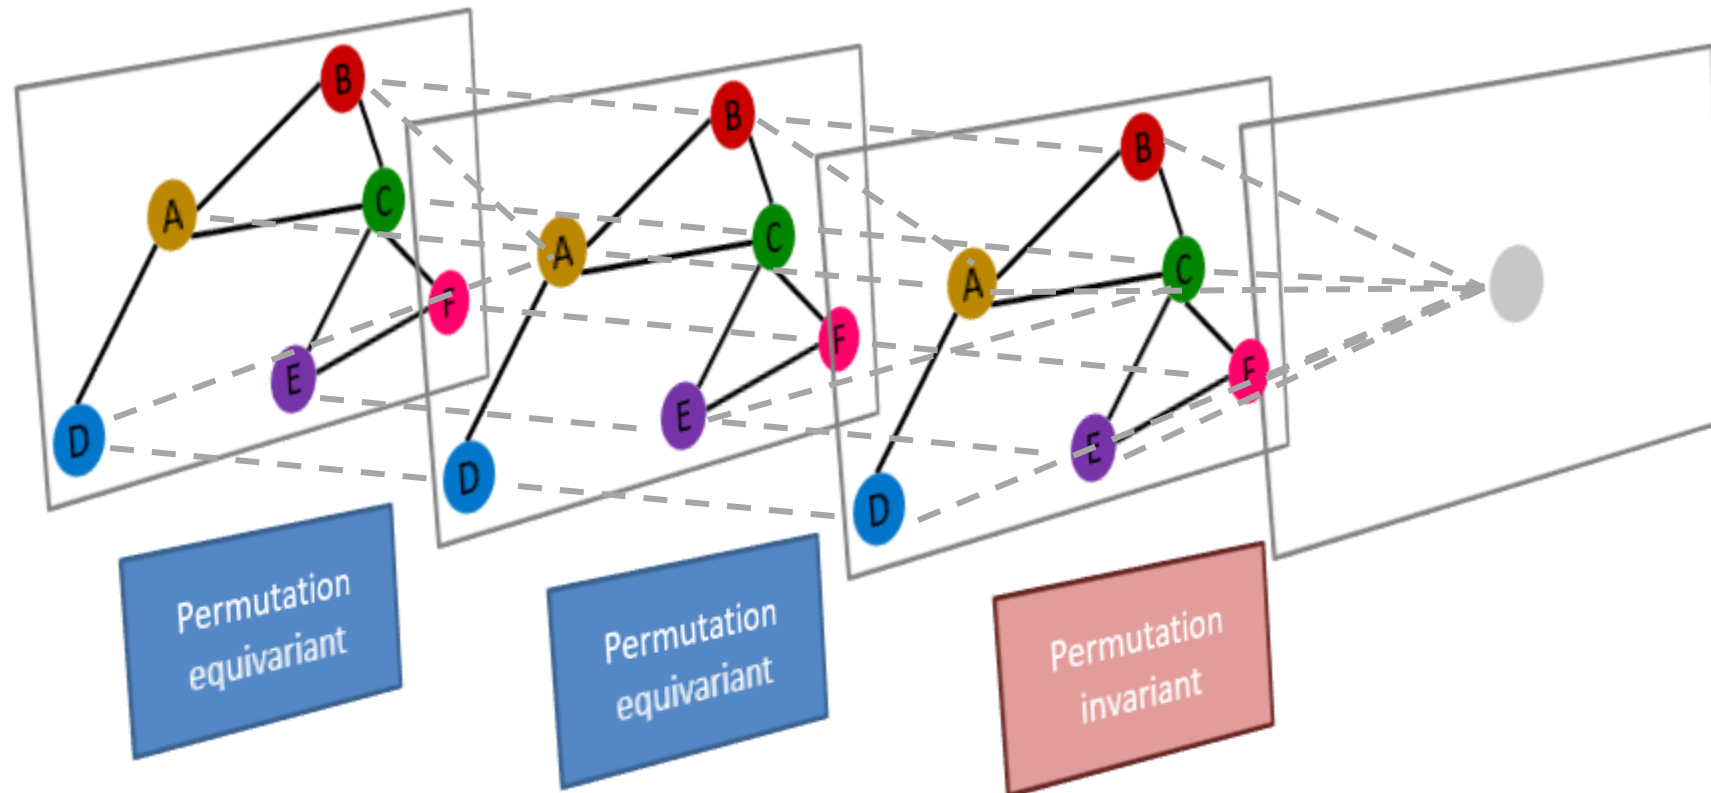 B
A
C
F
E
D
B
A
C
F
E
D
B
A
C
F
E
D
Permutation
equivariant
Permutation
equivariant
Permutation
invariant